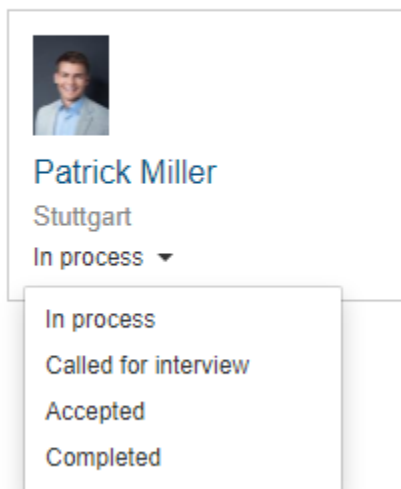 Patrick Miller
Stuttgart
In process
In process
Called for interview
Accepted
Completed